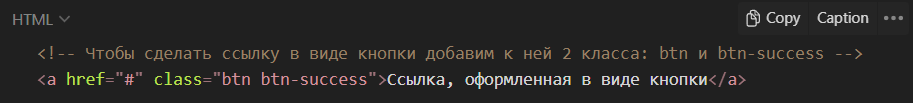 HTML
Copy Caption •••
<!-- Чтобы сделать ссылку в виде кнопки добавим к ней 2 класса: btn и btn-success -->
<a href="#" class="btn btn-success">Ссылка, оформленная в виде кнопки</a>